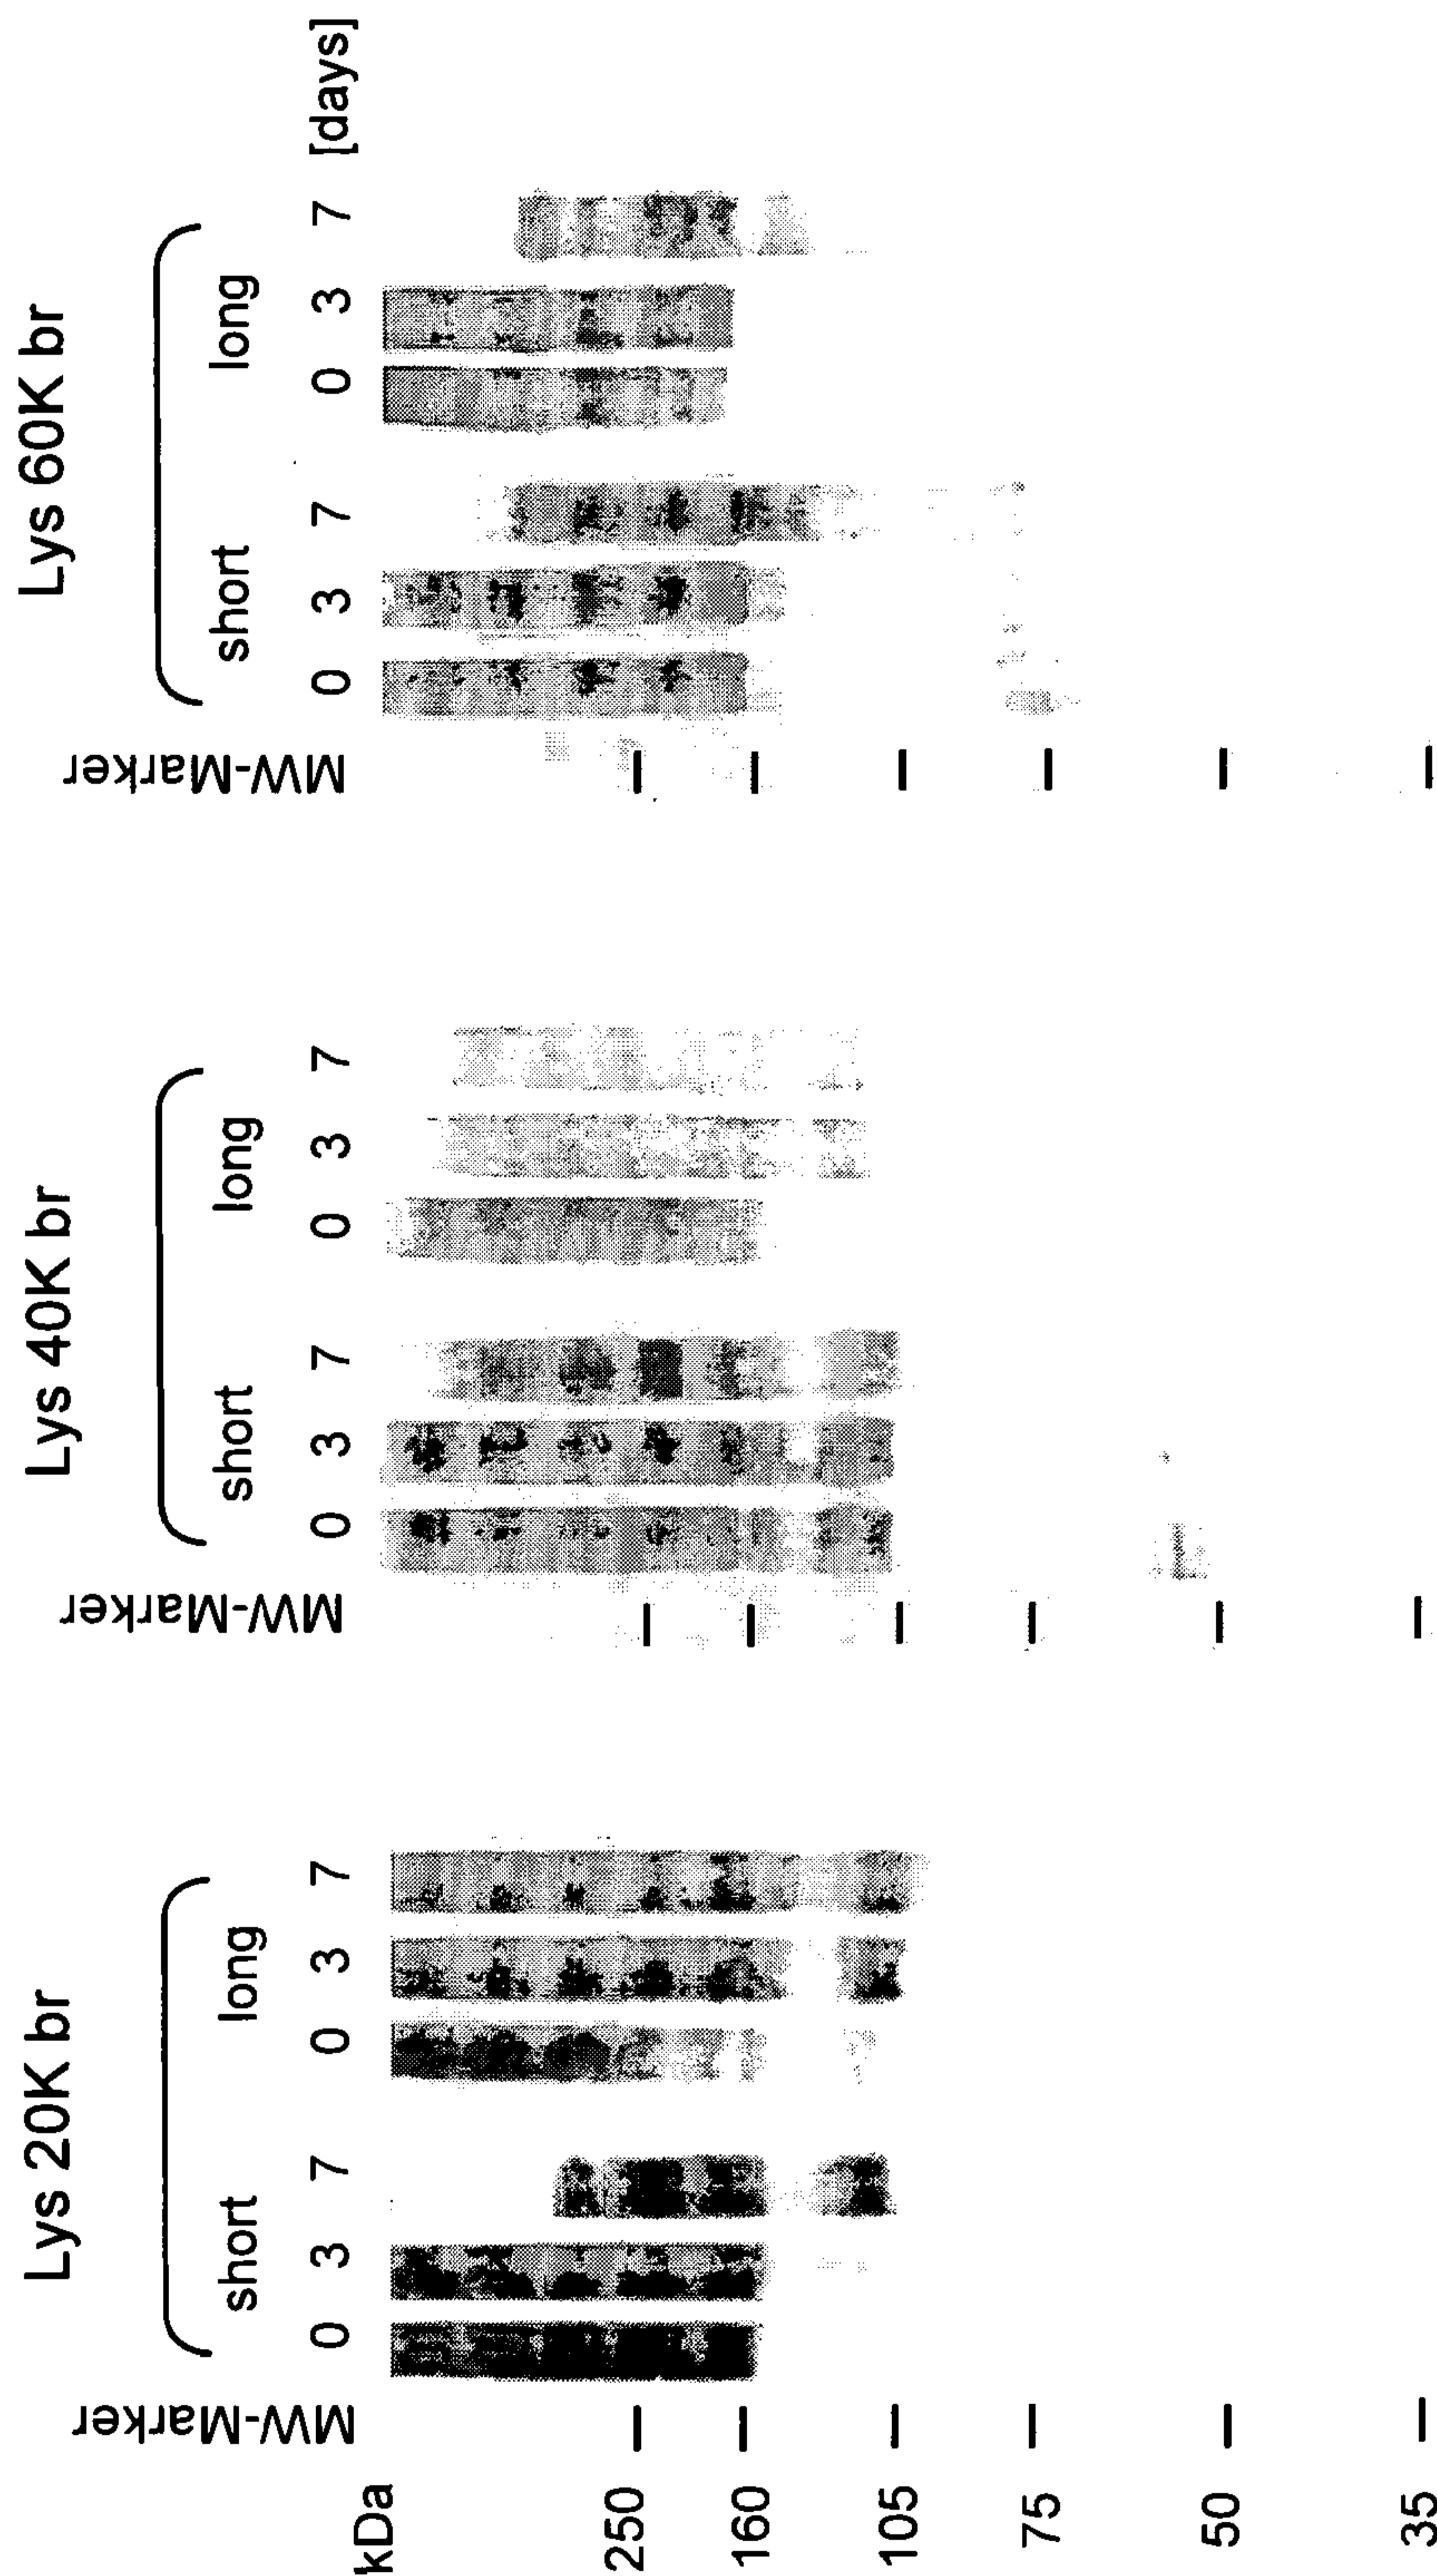 Lys 20K br Lys 40K br Lys 60K br
short long short long short long
MW-Marker 0 3 7 0 3 7 MW-Marker 0 3 7 0 3 7 MW-Marker 0 3 7 0 3 7 [days]
kDa
250
160
105
75
50
35